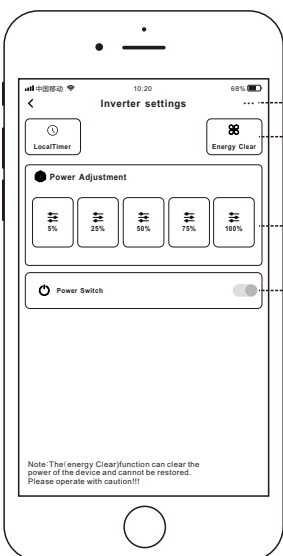 中国移动
10:20
68%
Inverter settings
LocalTimer
Energy Clear
Power Adjustment
5%
25%
50%
75%
100%
Power Switch
Note:The(energy Clear)function can clear the
power of the device and cannot be restored.
Please operate with caution!!!